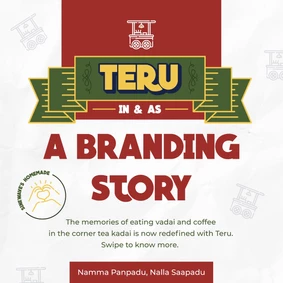 TERU
IN & AS
A BRANDING
STORY
HOMEMADE
The memories of eating vadai and coffee
in the corner tea kadai is now redefined with Teru.
Swipe to know more.
Namma Panpadu, Nalla Saapadu